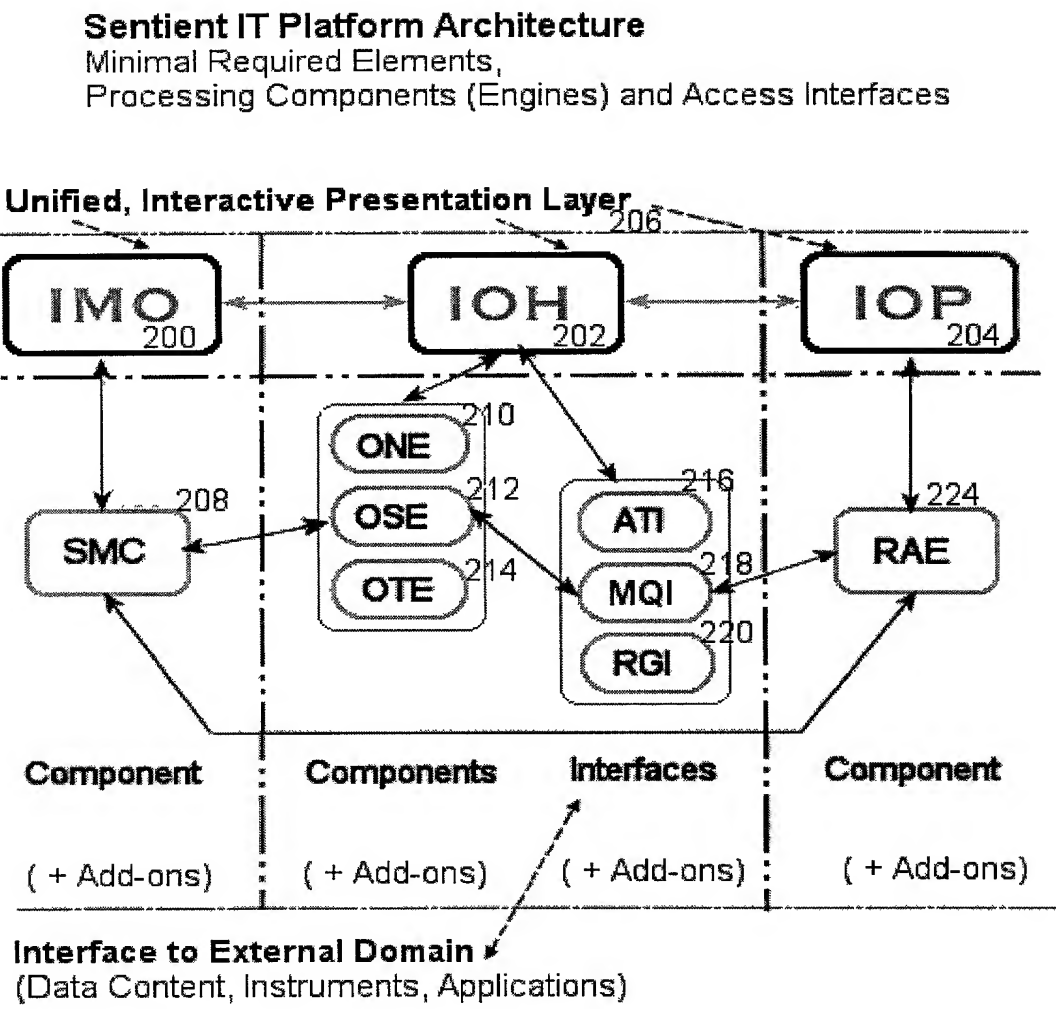 Sentient IT Platform Architecture
Minimal Required Elements,
Processing Components (Engines) and Access Interfaces
Unified, Interactive Presentation Layer
206
IMO
200
IOH
202
IOP
204
210
ONE
212
OSE
214
OTE
208
SMC
216
ATI
218
MQI
220
RGI
224
RAE
Component
Components
Interfaces
Component
( + Add-ons)
( + Add-ons)
( + Add-ons)
( + Add-ons)
Interface to External Domain
(Data Content, Instruments, Applications)